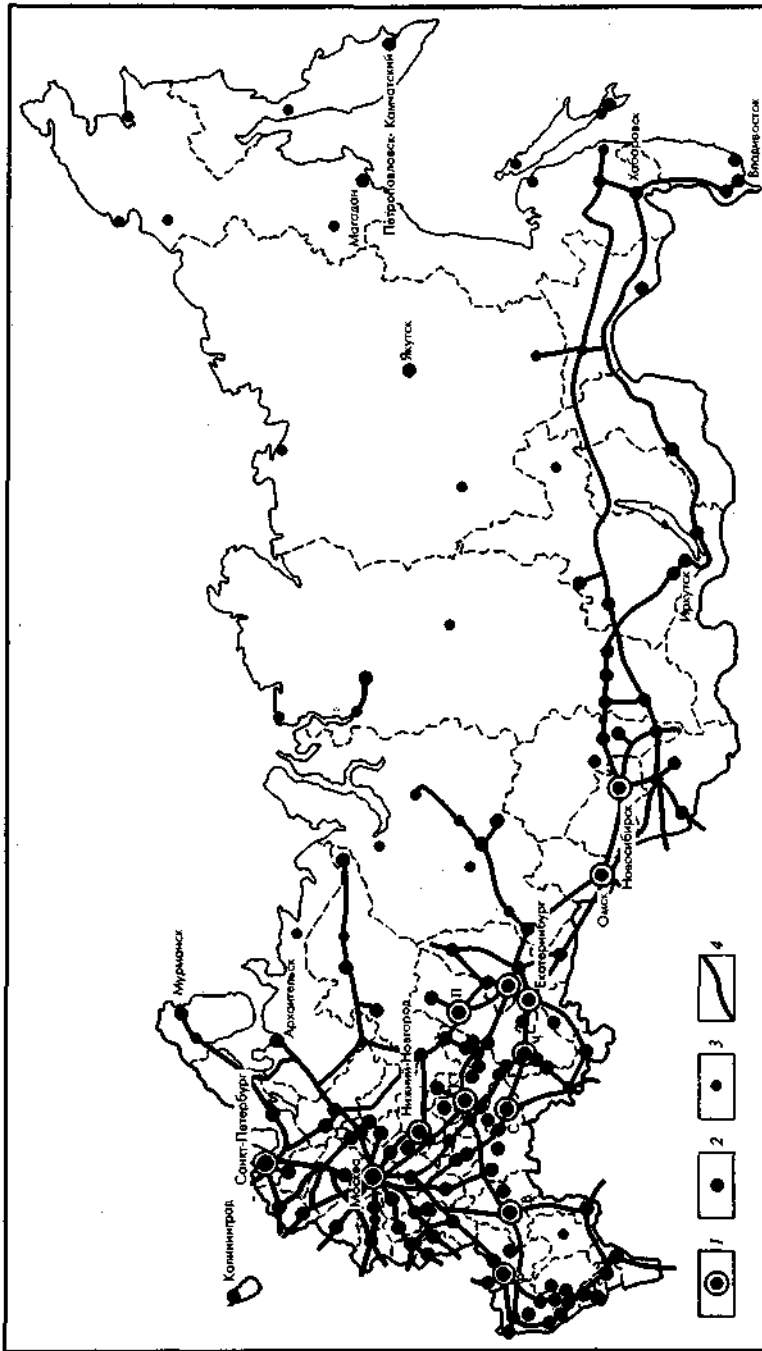 Калининград
Санкт-Петербург
Мурманск
Архангельск
Москва
Нижний Новгород
П
С
Екатеринбург
Омск
Новосибирск
Иркутск
Якутск
Магадан
Петропавловск- Камчатский
Хабаровск
Владивосток
1
2
3
4